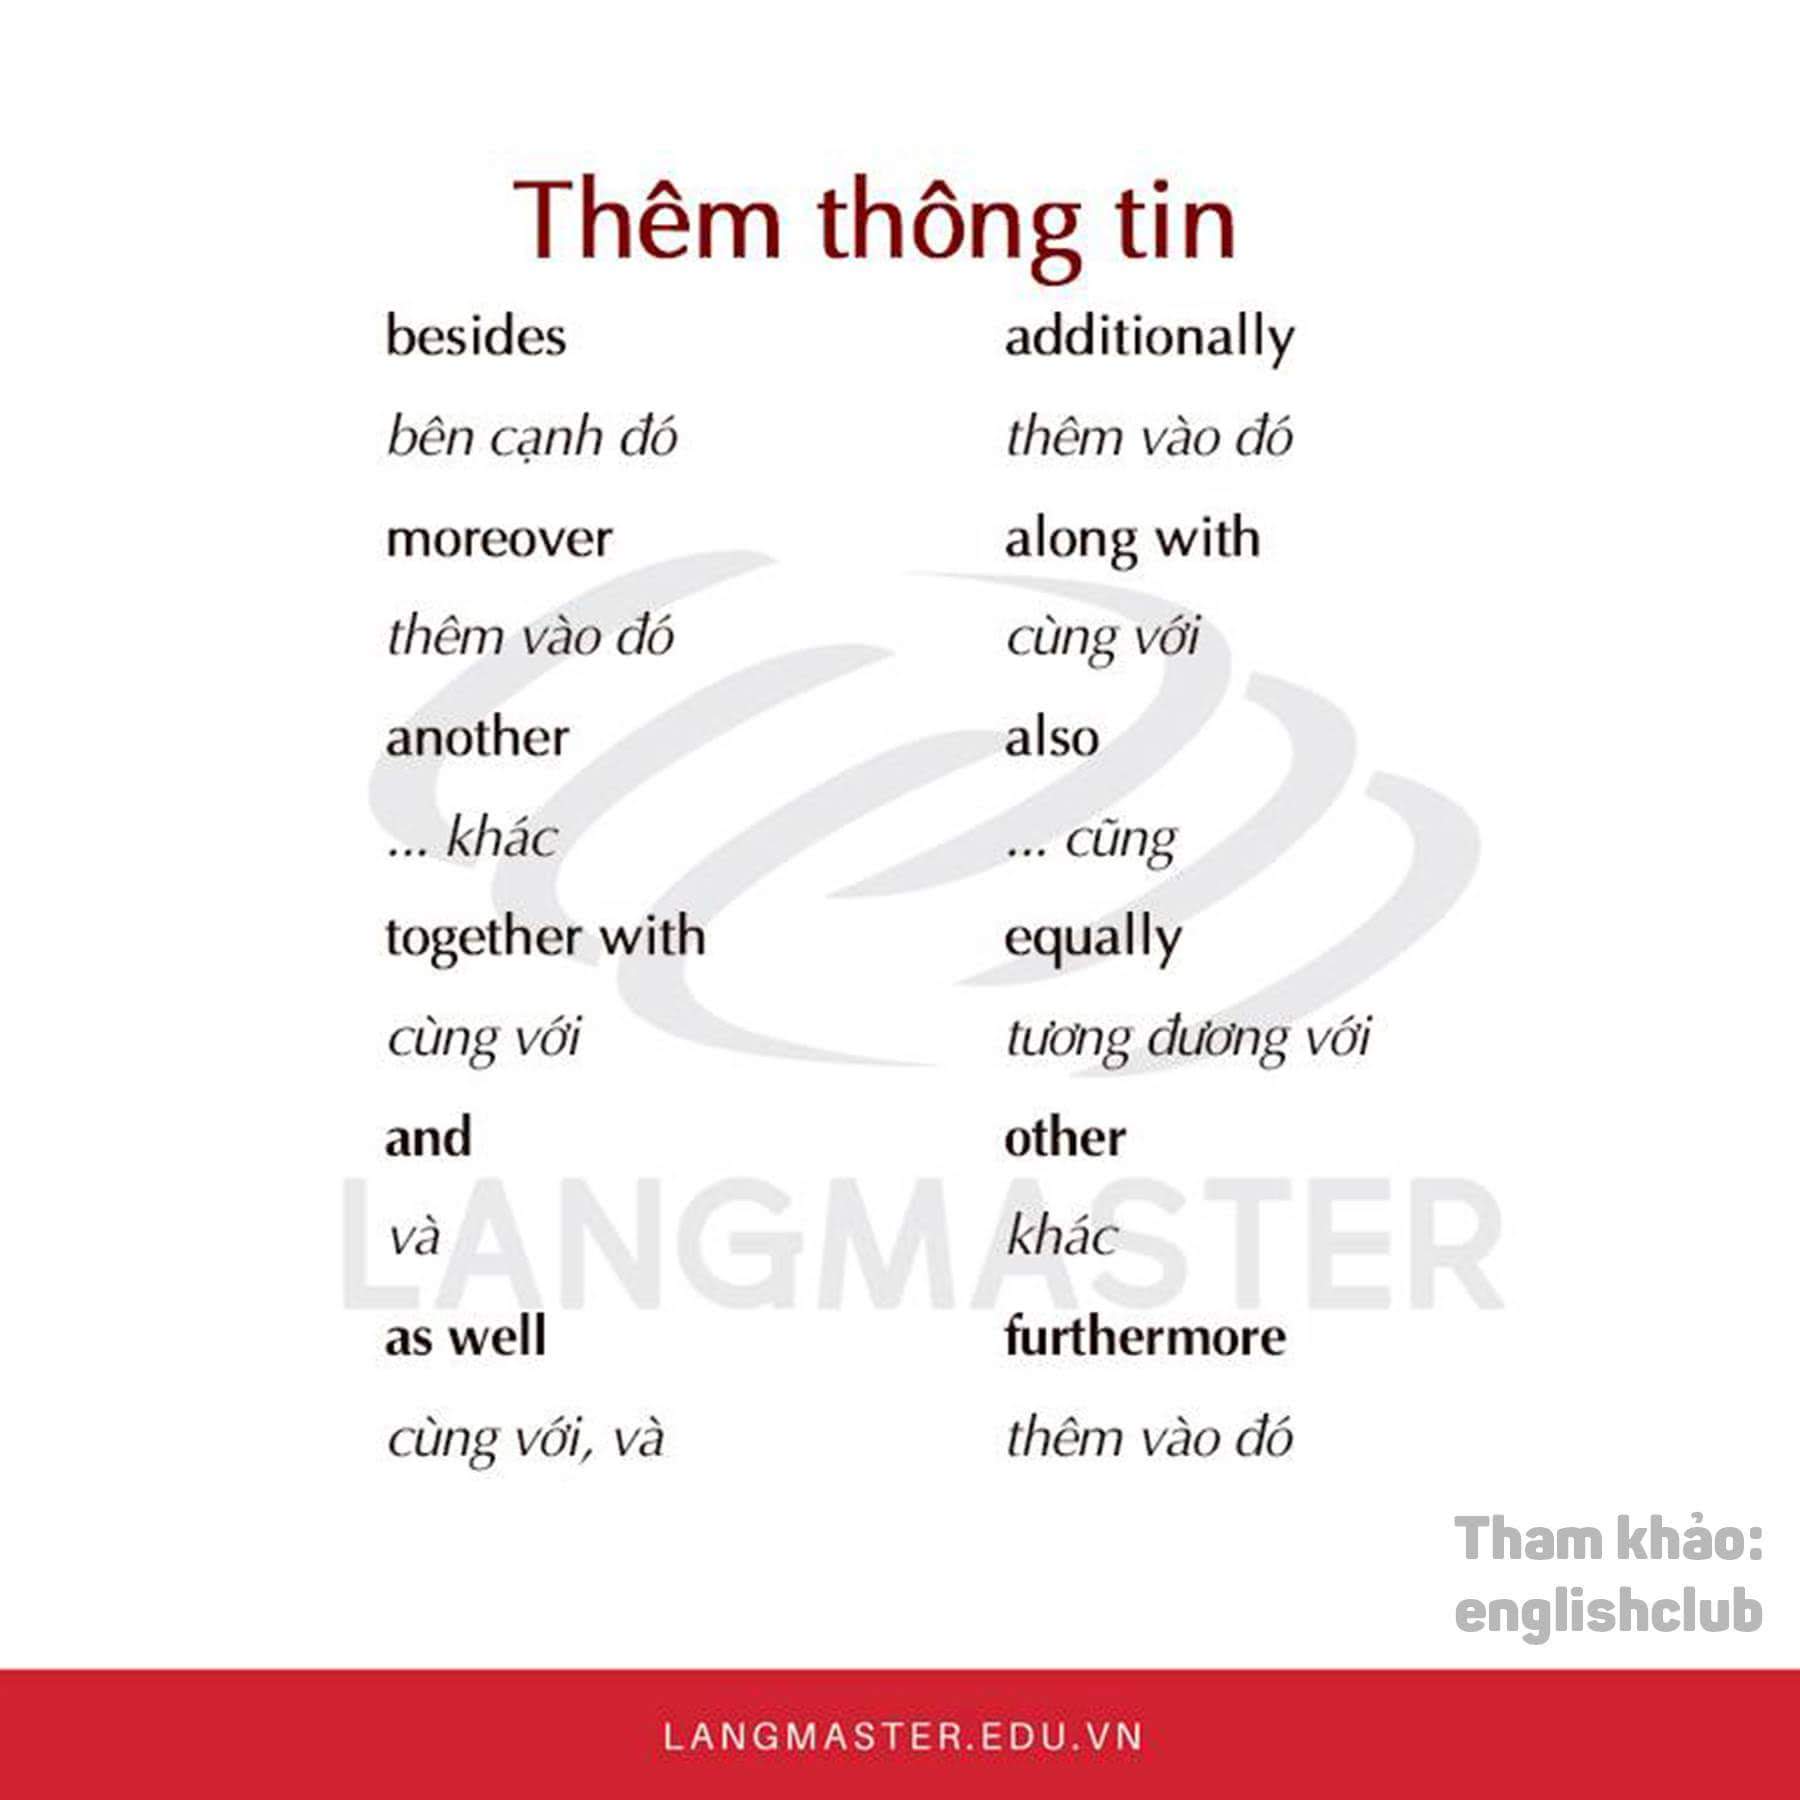 Thêm thông tin
besides
bên cạnh đó
moreover
thêm vào đó
another
... khác
together with
cùng với
and
và
as well
cùng với, và
additionally
thêm vào đó
along with
cùng với
also
... cũng
equally
tương đương với
other
khác
furthermore
thêm vào đó
LANGMASTER
Tham khảo:
englishclub
LANGMASTER.EDU.VN